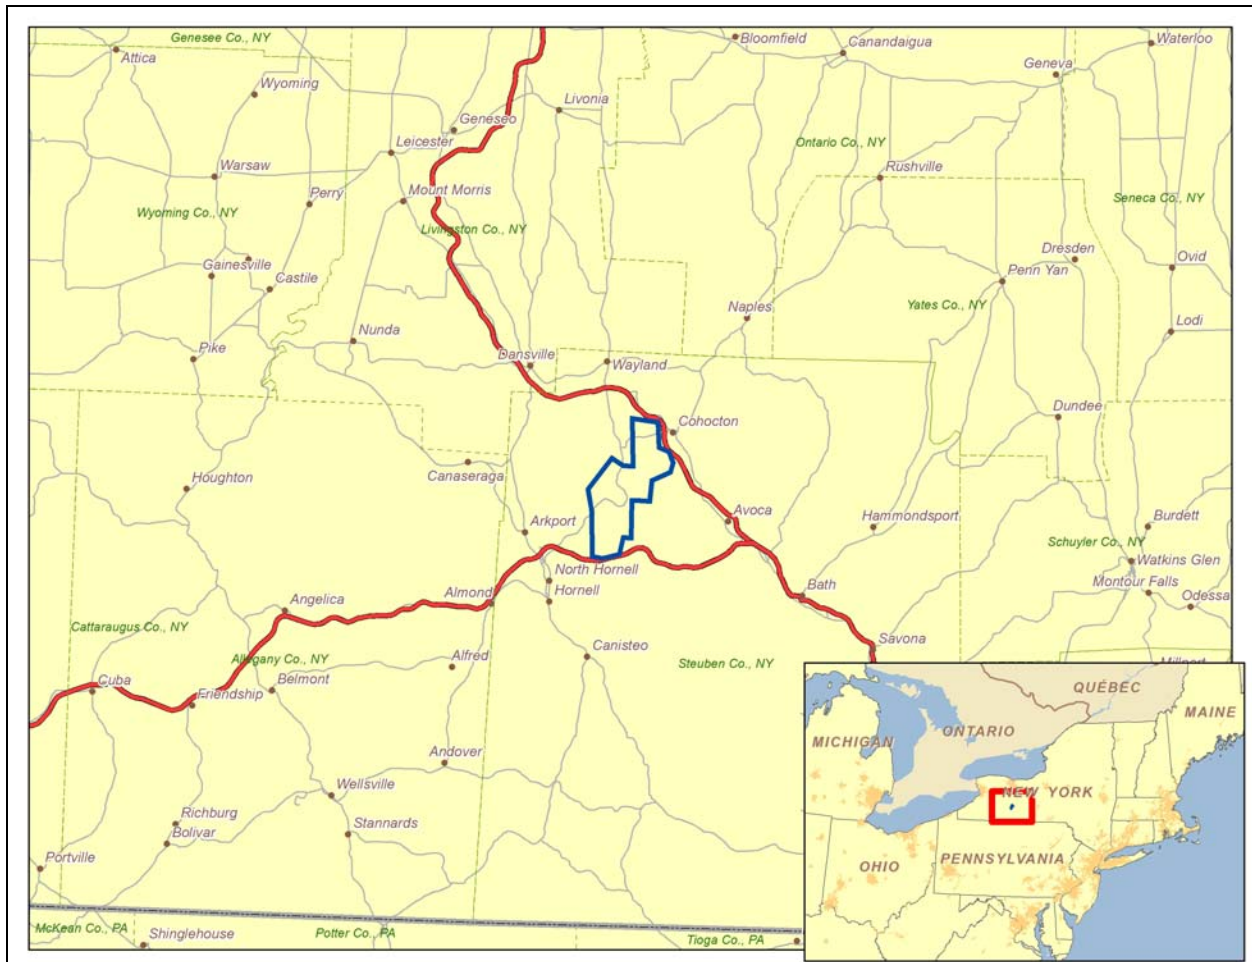 Genesee Co., NY
Bloomfield
Canandaigua
Waterloo
Attica
Geneva
Wyoming
Livonia
Geneseo
Leicester
Ontario Co., NY
Rushville
Warsaw
Perry
Mount Morris
Seneca Co., NY
Wyoming Co., NY
Livingston Co., NY
Dresden
Ovid
Gainesville
Castile
Penn Yan
Naples
Yates Co., NY
Lodi
Nunda
Pike
Dansville
Wayland
Dundee
Cohocton
Houghton
Canaseraga
Arkport
Avoca
Hammondsport
Burdett
Schuyler Co., NY
Watkins Glen
North Hornell
Montour Falls
Hornell
Bath
Odessa
Almond
Angelica
Cattaraugus Co., NY
Canisteo
Savona
Allegany Co., NY
Alfred
Steuben Co., NY
Millport
Cuba
Belmont
Friendship
Andover
Wellsville
Richburg
Bolivar
Stannards
Portville
McKean Co., PA
Shinglehouse
Potter Co., PA
Tioga Co., PA
QUÉBEC
MAINE
ONTARIO
MICHIGAN
NEW YORK
OHIO
PENNSYLVANIA